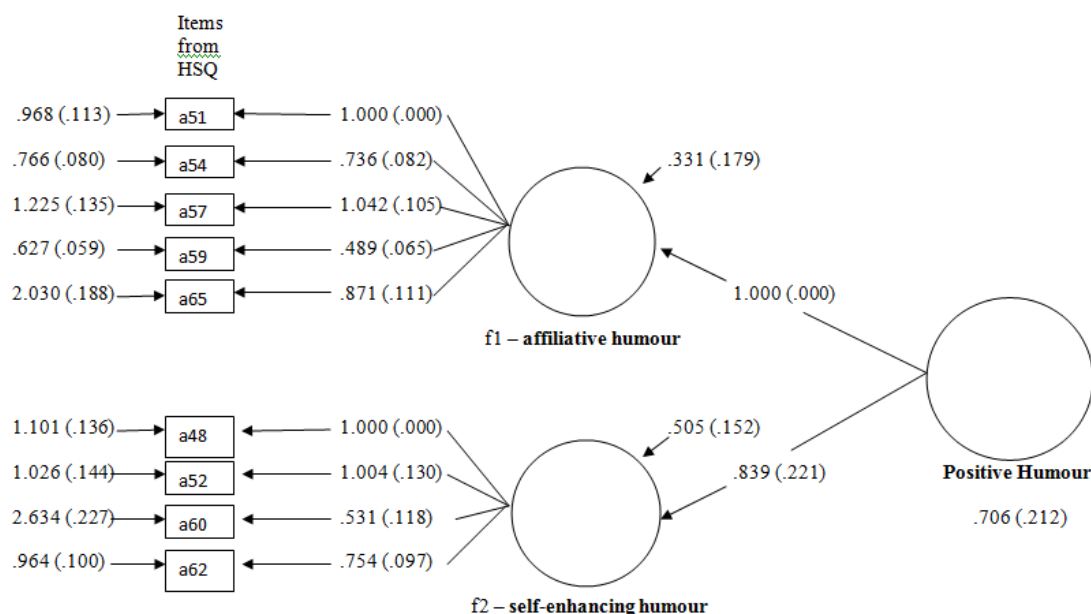 Items
from
HSQ
.968 (.113) a51 1.000 (.000)
.766 (.080) a54 .736 (.082) .331 (.179)
1.225 (.135) a57 1.042 (.105)
.627 (.059) a59 .489 (.065)
2.030 (.188) a65 .871 (.111) 1.000 (.000)
f1 – affiliative humour
1.101 (.136) a48 1.000 (.000) .505 (.152)
1.026 (.144) a52 1.004 (.130) .839 (.221) Positive Humour
2.634 (.227) a60 .531 (.118) .706 (.212)
.964 (.100) a62 .754 (.097)
f2 – self-enhancing humour